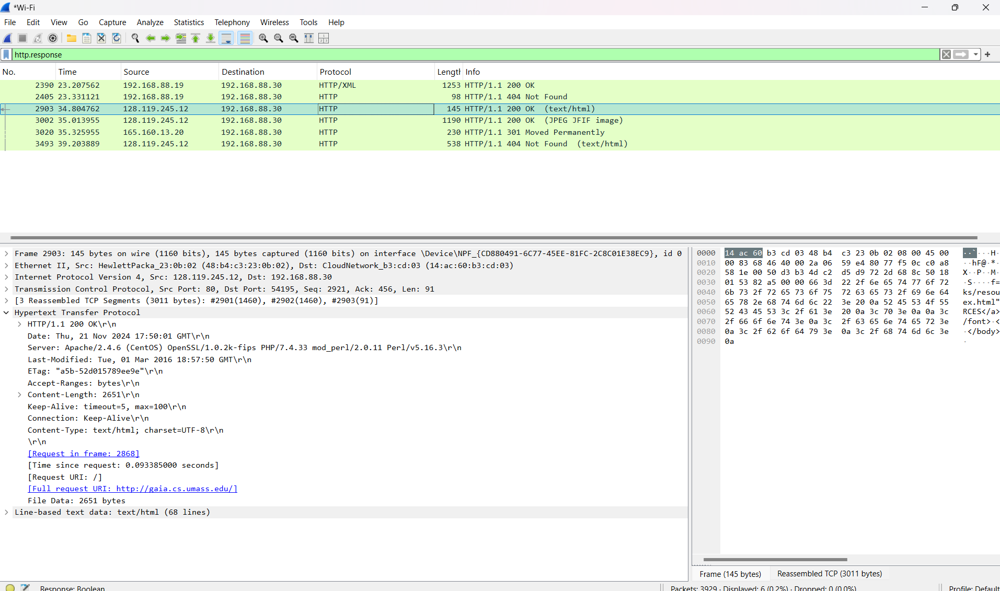 *Wi-Fi
File Edit View Go Capture Analyze Statistics Telephony Wireless Tools Help
http.response
No. Time Source Destination Protocol Length Info
2390 23.207562 192.168.88.19 192.168.88.30 HTTP/XML 1253 HTTP/1.1 200 OK
2405 23.331121 192.168.88.19 192.168.88.30 HTTP 98 HTTP/1.1 404 Not Found
2903 34.804762 128.119.245.12 192.168.88.30 HTTP 145 HTTP/1.1 200 OK (text/html)
3002 35.013955 128.119.245.12 192.168.88.30 HTTP 1190 HTTP/1.1 200 OK (JPEG JFIF image)
3020 35.325955 165.160.13.20 192.168.88.30 HTTP 230 HTTP/1.1 301 Moved Permanently
3493 39.203889 128.119.245.12 192.168.88.30 HTTP 538 HTTP/1.1 404 Not Found (text/html)
Frame 2903: 145 bytes on wire (1160 bits), 145 bytes captured (1160 bits) on interface \Device\NPF_{CD880491-6C77-45EE-81FC-2C8C01E38EC9}, id 0
Ethernet II, Src: HewlettPacka_23:0b:02 (48:b4:c3:23:0b:02), Dst: CloudNetwork_b3:cd:03 (14:ac:60:b3:cd:03)
Internet Protocol Version 4, Src: 128.119.245.12, Dst: 192.168.88.30
Transmission Control Protocol, Src Port: 80, Dst Port: 54195, Seq: 2921, Ack: 456, Len: 91
[3 Reassembled TCP Segments (3011 bytes): #2901(1460), #2902(1460), #2903(91)]
Hypertext Transfer Protocol
HTTP/1.1 200 OK\r\n
Date: Thu, 21 Nov 2024 17:50:01 GMT\r\n
Server: Apache/2.4.6 (CentOS) OpenSSL/1.0.2k-fips PHP/7.4.33 mod_perl/2.0.11 Perl/v5.16.3\r\n
Last-Modified: Tue, 01 Mar 2016 18:57:50 GMT\r\n
ETag: "a5b-52d015789ee9e"\r\n
Accept-Ranges: bytes\r\n
Content-Length: 2651\r\n
Keep-Alive: timeout=5, max=100\r\n
Connection: Keep-Alive\r\n
Content-Type: text/html; charset=UTF-8\r\n
\r\n
[Request in frame: 2868]
[Time since request: 0.093385000 seconds]
[Request URI: /]
[Full request URI: http://gaia.cs.umass.edu/]
File Data: 2651 bytes
Line-based text data: text/html (68 lines)
0000 14 ac 60 b3 cd 03 48 b4 c3 23 0b 02 08 00 45 00 ··`···H·
0010 00 83 68 46 40 00 2a 06 59 e4 80 77 f5 0c c0 a8 ··hF@·*·
0020 58 1e 00 50 d3 b3 4d c2 d5 d9 72 2d 68 8c 50 18 X··P··M·
0030 01 53 82 a5 00 00 66 3d 22 2f 6e 65 74 77 6f 72 ·S····f=
0040 6b 73 2f 72 65 73 6f 75 72 63 65 73 2f 69 6e 64 ks/resou
0050 65 78 2e 68 74 6d 6c 22 3e 20 0a 52 45 53 4f 55 ex.html"
0060 52 43 45 53 3c 2f 61 3e 20 0a 3c 70 3e 0a 0a 3c RCES</a>
0070 2f 66 6f 6e 74 3e 0a 3c 2f 63 65 6e 74 65 72 3e /font>·<
0080 0a 3c 2f 62 6f 64 79 3e 0a 3c 2f 68 74 6d 6c 3e ·</body>
0090 0a ·
Frame (145 bytes) Reassembled TCP (3011 bytes)
Response: Boolean Packets: 3929 · Displayed: 6 (0.2%) · Dropped: 0 (0.0%) Profile: Default